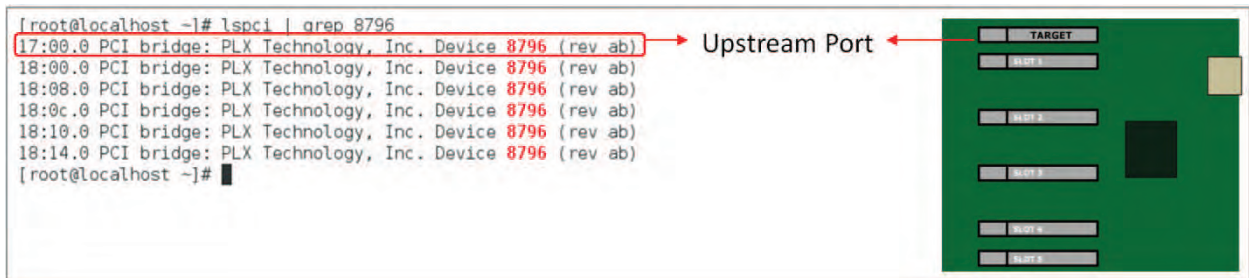 [root@localhost ~]# lspci | grep 8796
17:00.0 PCI bridge: PLX Technology, Inc. Device 8796 (rev ab)
18:00.0 PCI bridge: PLX Technology, Inc. Device 8796 (rev ab)
18:08.0 PCI bridge: PLX Technology, Inc. Device 8796 (rev ab)
18:0c.0 PCI bridge: PLX Technology, Inc. Device 8796 (rev ab)
18:10.0 PCI bridge: PLX Technology, Inc. Device 8796 (rev ab)
18:14.0 PCI bridge: PLX Technology, Inc. Device 8796 (rev ab)
[root@localhost ~]#
Upstream Port
TARGET
SLOT 1
SLOT 2
SLOT 3
SLOT 4
SLOT 5